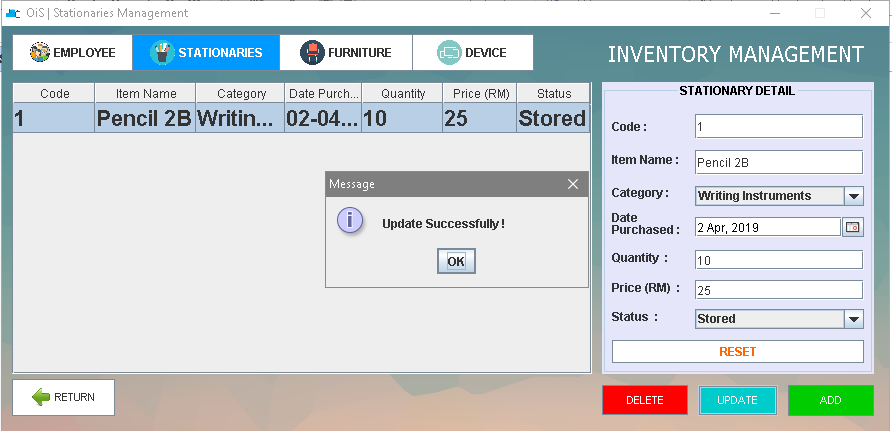 OiS | Stationaries Management
EMPLOYEE STATIONARIES FURNITURE DEVICE
INVENTORY MANAGEMENT
Code Item Name Category Date Purch... Quantity Price (RM) Status
1 Pencil 2B Writin... 02-04... 10 25 Stored
STATIONARY DETAIL
Code : 1
Item Name : Pencil 2B
Category : Writing Instruments
Date
Purchased : 2 Apr, 2019
Quantity : 10
Price (RM) : 25
Status : Stored
RESET
Message
Update Successfully !
OK
RETURN
DELETE UPDATE ADD